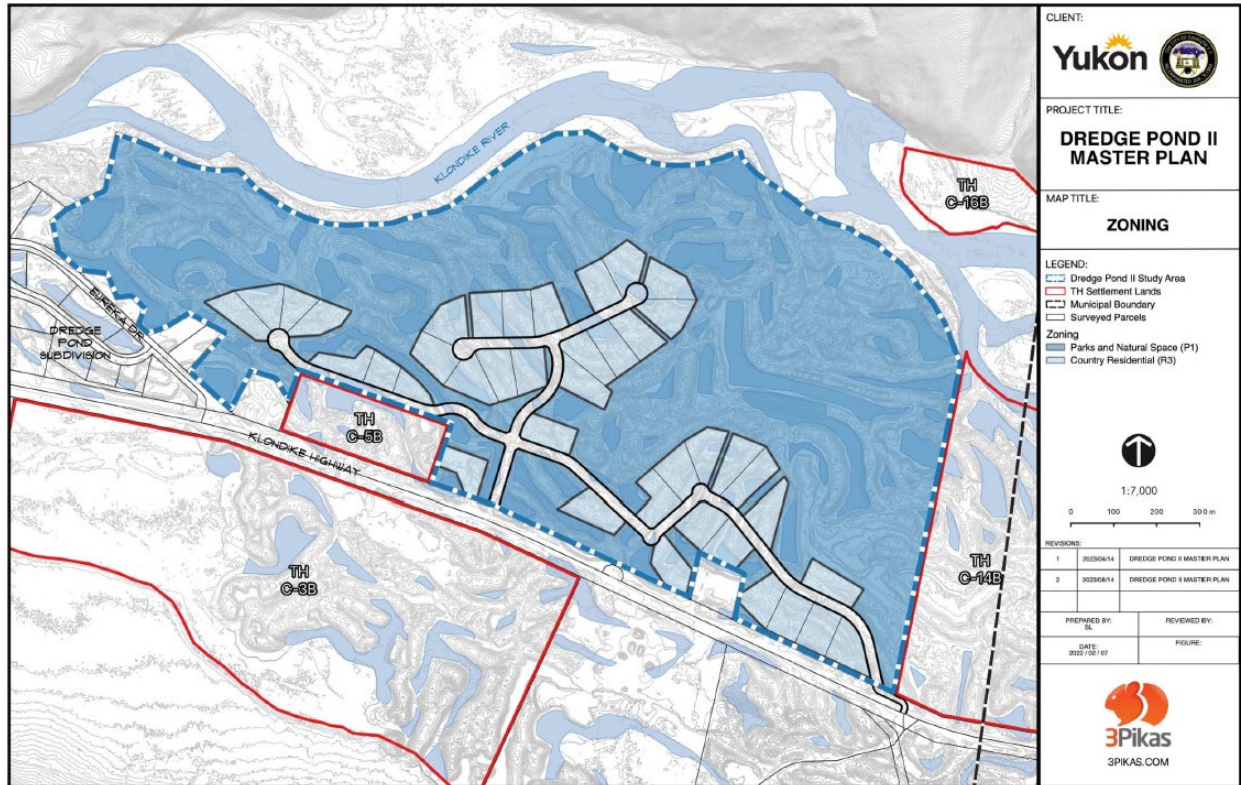 KLONDIKE RIVER
TH
C-16B
EUREKA DR
DREDGE
POND
SUBDIVISION
TH
C-5B
KLONDIKE HIGHWAY
TH
C-3B
TH
C-14B
CLIENT:
Yukon
PROJECT TITLE:
DREDGE POND II
MASTER PLAN
MAP TITLE:
ZONING
LEGEND:
Dredge Pond II Study Area
TH Settlement Lands
Municipal Boundary
Surveyed Parcels
Zoning
Parks and Natural Space (P1)
Country Residential (R3)
1:7,000
0 100 200 300 m
REVISIONS:
1 2023/04/14 DREDGE POND II MASTER PLAN
2 2023/08/14 DREDGE POND II MASTER PLAN
PREPARED BY:
SL
REVIEWED BY:
DATE:
2022 / 02 / 07
FIGURE:
3Pikas
3PIKAS.COM